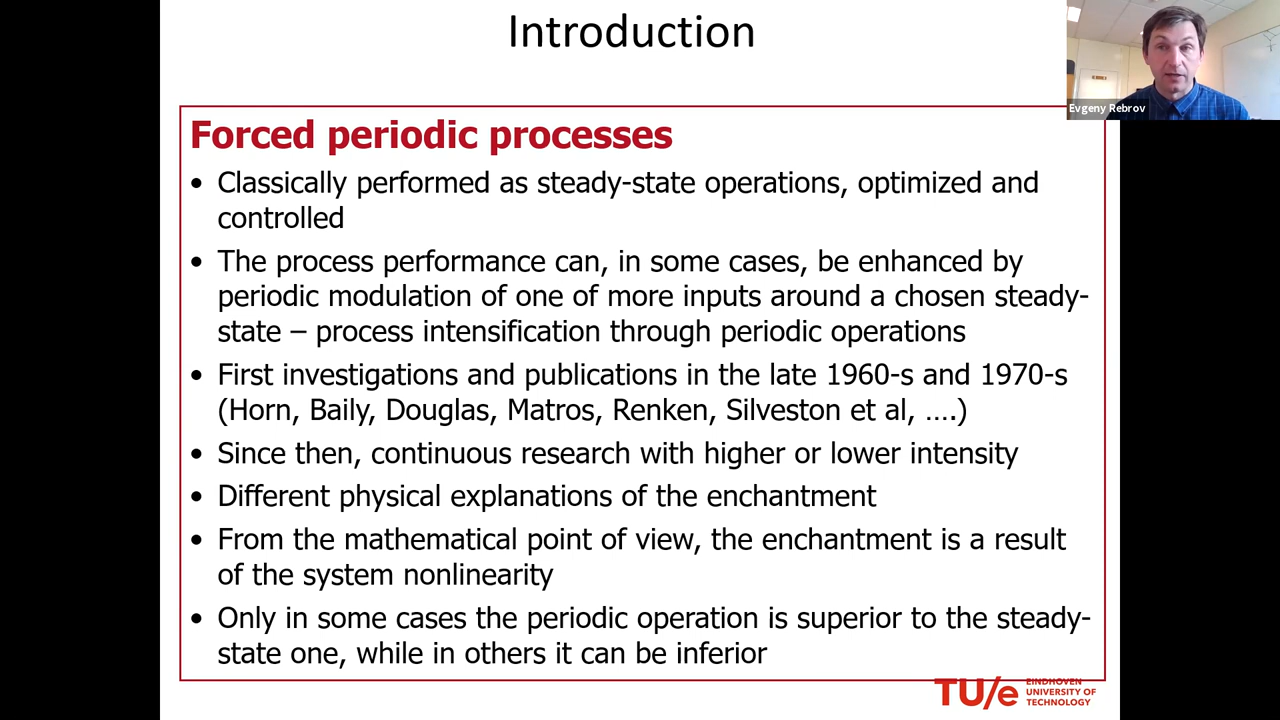 Introduction
Evgeny Rebrov
Forced periodic processes
• Classically performed as steady-state operations, optimized and
controlled
• The process performance can, in some cases, be enhanced by
periodic modulation of one of more inputs around a chosen steady-
state – process intensification through periodic operations
• First investigations and publications in the late 1960-s and 1970-s
(Horn, Baily, Douglas, Matros, Renken, Silveston et al, ....)
• Since then, continuous research with higher or lower intensity
• Different physical explanations of the enchantment
• From the mathematical point of view, the enchantment is a result
of the system nonlinearity
• Only in some cases the periodic operation is superior to the steady-
state one, while in others it can be inferior
TU/e
EINDHOVEN
UNIVERSITY OF
TECHNOLOGY